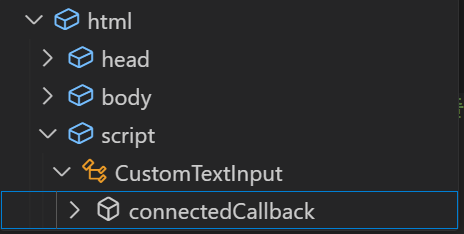 html
head
body
script
CustomTextInput
connectedCallback